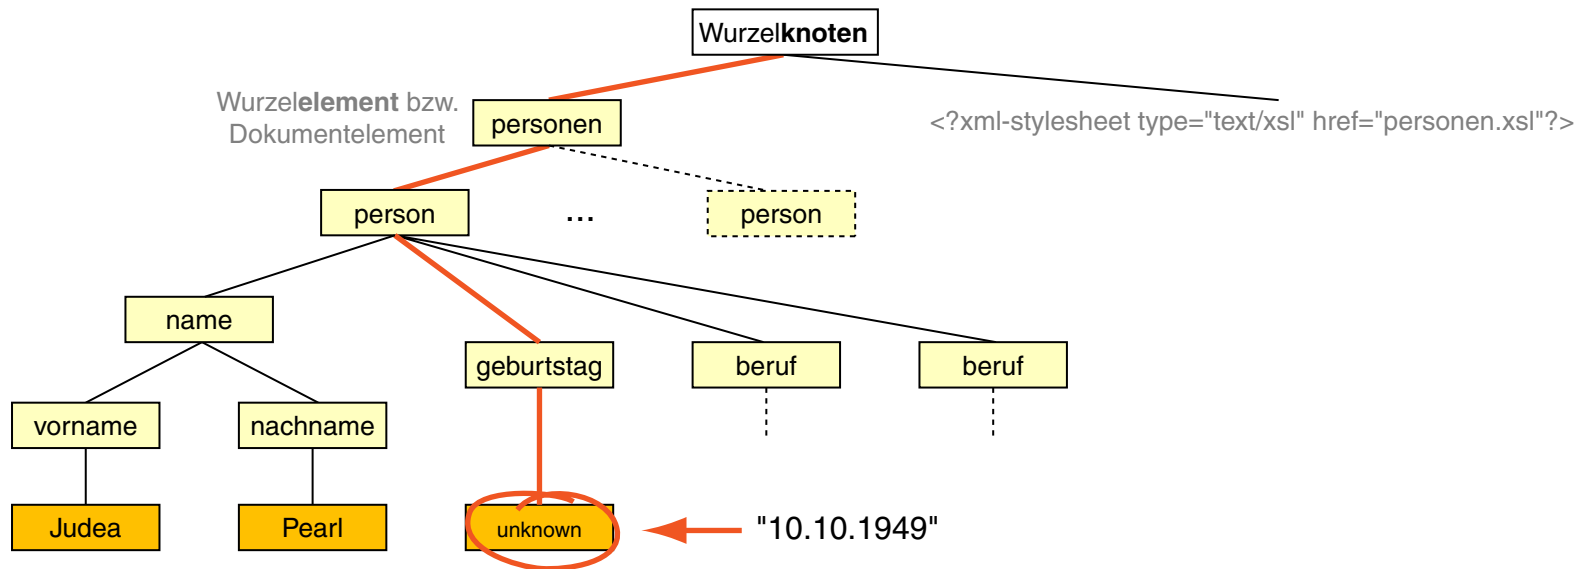 Wurzelknoten
Wurzelelement bzw.
Dokumentelement
personen
<?xml-stylesheet type="text/xsl" href="personen.xsl"?>
person
...
person
name
geburtstag
beruf
beruf
vorname
nachname
Judea
Pearl
unknown
"10.10.1949"